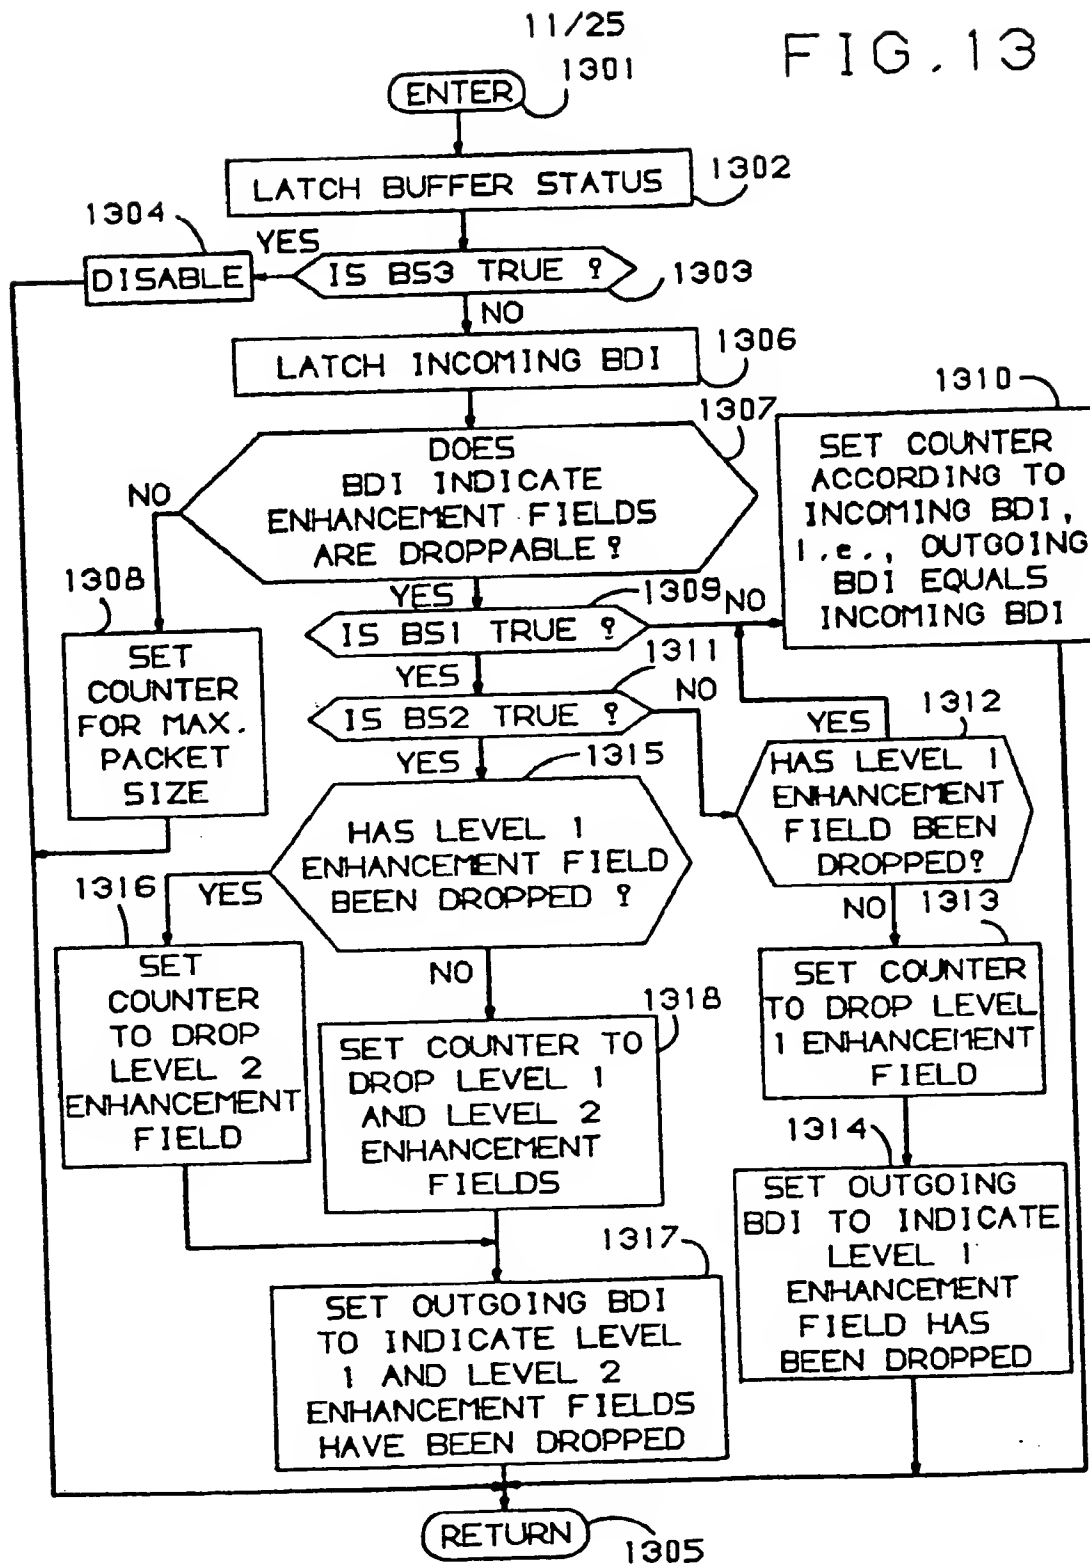 11/25
FIG.13
1301
ENTER
1302
LATCH BUFFER STATUS
1304
YES
DISABLE
IS BS3 TRUE ?
1303
NO
1306
LATCH INCOMING BDI
1307
DOES
BDI INDICATE
ENHANCEMENT FIELDS
ARE DROPPABLE ?
NO
YES
1310
SET COUNTER
ACCORDING TO
INCOMING BDI,
I.e., OUTGOING
BDI EQUALS
INCOMING BDI
1308
SET
COUNTER
FOR MAX.
PACKET
SIZE
1309
IS BS1 TRUE ?
NO
YES
1311
IS BS2 TRUE ?
NO
YES
1312
YES
HAS LEVEL 1
ENHANCEMENT
FIELD BEEN
DROPPED?
NO
1315
HAS LEVEL 1
ENHANCEMENT FIELD
BEEN DROPPED ?
YES
NO
1316
SET
COUNTER
TO DROP
LEVEL 2
ENHANCEMENT
FIELD
1318
SET COUNTER TO
DROP LEVEL 1
AND LEVEL 2
ENHANCEMENT
FIELDS
1313
SET COUNTER
TO DROP LEVEL
1 ENHANCEMENT
FIELD
1314
SET OUTGOING
BDI TO INDICATE
LEVEL 1
ENHANCEMENT
FIELD HAS
BEEN DROPPED
1317
SET OUTGOING BDI
TO INDICATE LEVEL
1 AND LEVEL 2
ENHANCEMENT FIELDS
HAVE BEEN DROPPED
RETURN
1305